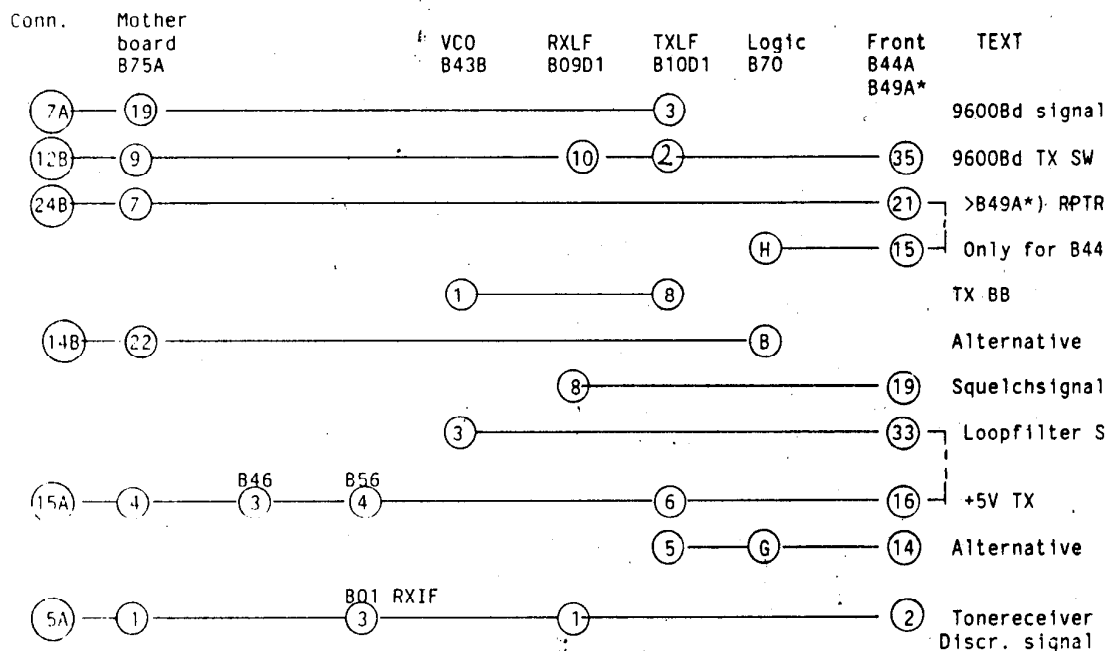 Conn. Mother board B75A VCO B43B RXLF B09D1 TXLF B10D1 Logic B70 Front B44A B49A* TEXT
7A 19 3 9600Bd signal
12B 9 10 2 35 9600Bd TX SW
24B 7 21 >B49A*) RPTR
H 15 Only for B44
1 8 TX BB
14B 22 B Alternative
8 19 Squelchsignal
3 33 Loopfilter S
B46 B56
15A 4 3 4 6 16 +5V TX
5 G 14 Alternative
B01 RXIF
5A 1 3 1 2 Tonereceiver
Discr. signal